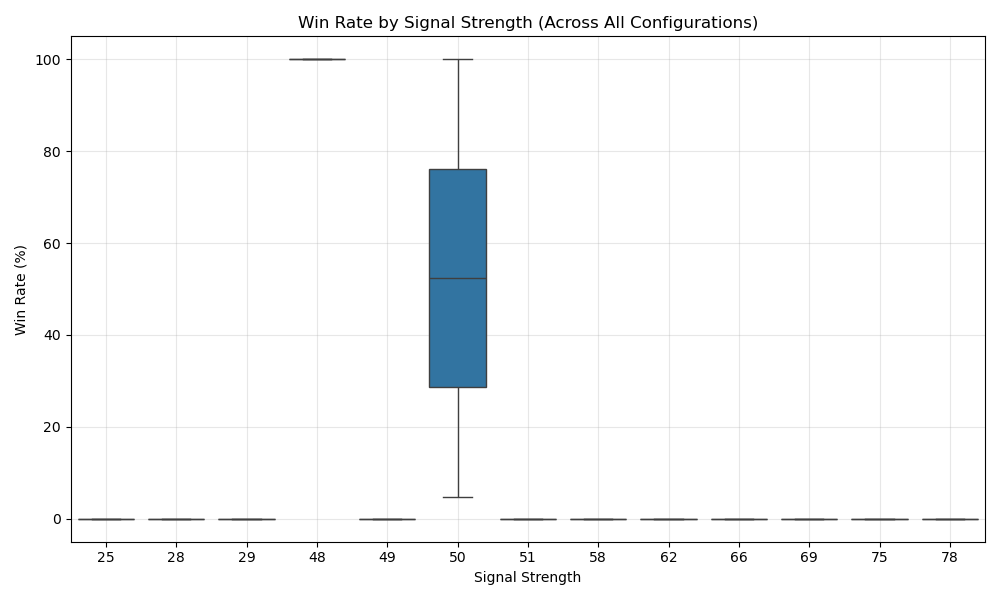 Win Rate by Signal Strength (Across All Configurations)
Win Rate (%)
100
80
60
40
20
0
25 28 29 48 49 50 51 58 62 66 69 75 78
Signal Strength